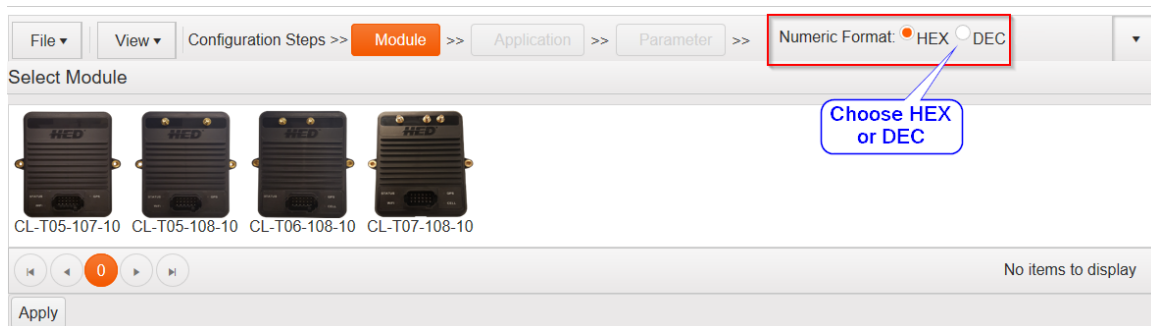 File ▾ View ▾ Configuration Steps >> Module >> Application >> Parameter >> Numeric Format: HEX DEC
Select Module
Choose HEX
or DEC
HED HED HED HED
CL-T05-107-10 CL-T05-108-10 CL-T06-108-10 CL-T07-108-10
0 No items to display
Apply